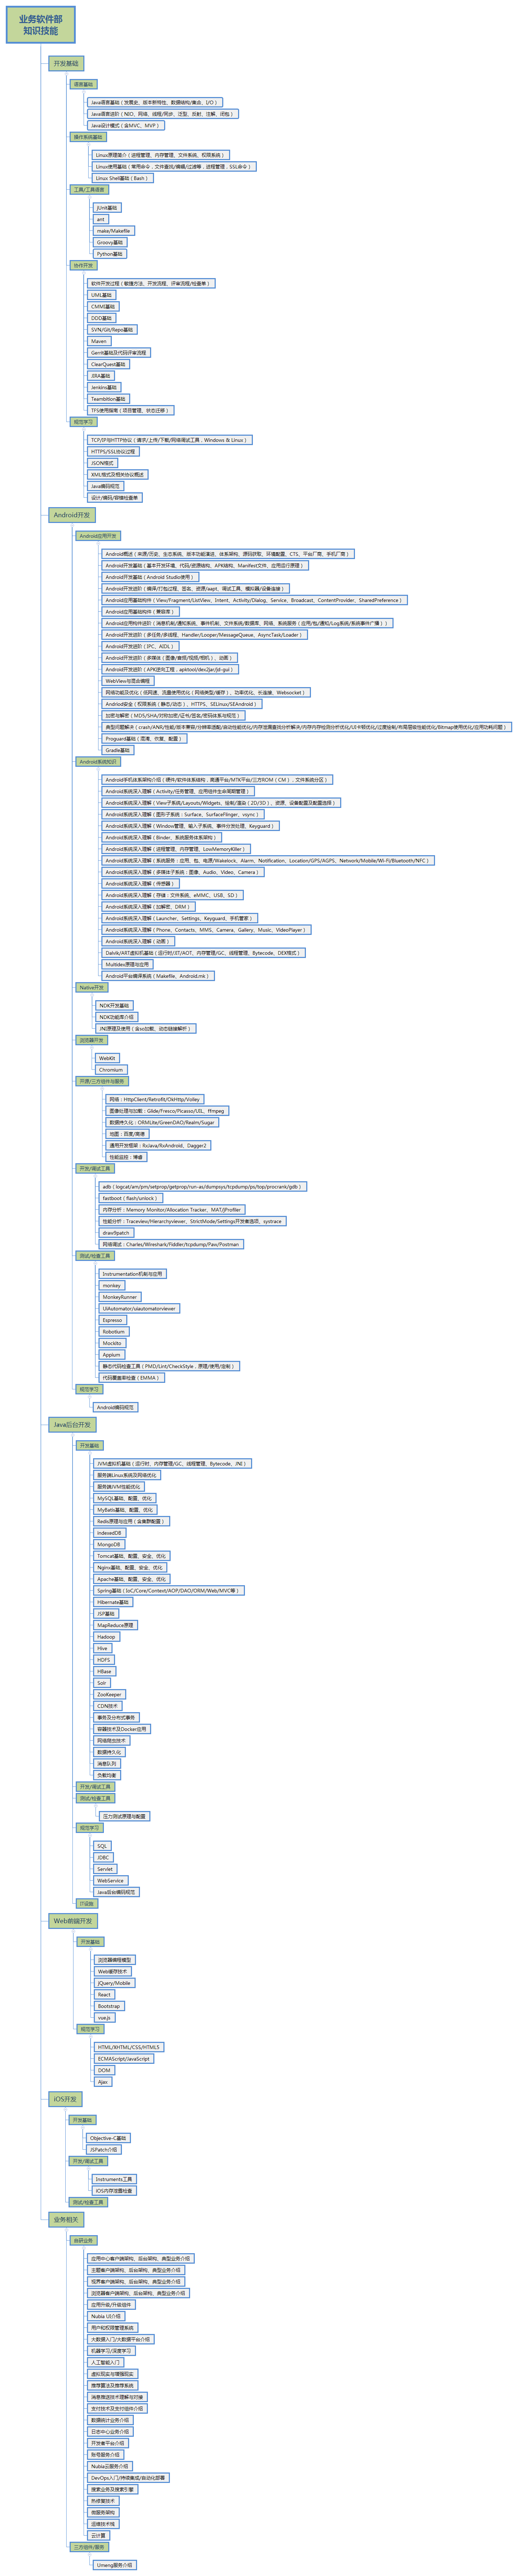 业务软件部
知识技能
开发基础
语言基础
Java语言基础（发展史、版本新特性、数据结构/集合、I/O）
Java语言进阶（NIO、网络、线程/同步、泛型、反射、注解、闭包）
Java设计模式（含MVC、MVP）
操作系统基础
Linux原理简介（进程管理、内存管理、文件系统、权限系统）
Linux使用基础（常用命令，文件查找/编辑/过滤等，进程管理，SSL命令）
Linux Shell基础（Bash）
工具/工具语言
JUnit基础
ant
make/Makefile
Groovy基础
Python基础
协作开发
软件开发过程（敏捷方法、开发流程、评审流程/检查单）
UML基础
CMMI基础
DDD基础
SVN/Git/Repo基础
Maven
Gerrit基础及代码评审流程
ClearQuest基础
JIRA基础
Jenkins基础
Teambition基础
TFS使用指南（项目管理、状态迁移）
规范学习
TCP/IP与HTTP协议（请求/上传/下载/网络调试工具，Windows & Linux）
HTTPS/SSL协议过程
JSON格式
XML格式及相关协议概述
Java编码规范
设计/编码/容错检查单
Android开发
Android应用开发
Android概述（来源/历史、生态系统、版本功能演进、体系架构、源码获取、环境配置、CTS、平台厂商、手机厂商）
Android开发基础（基本开发环境、代码/资源结构、APK结构、Manifest文件、应用运行原理）
Android开发基础（Android Studio使用）
Android开发进阶（编译/打包过程、签名、资源/aapt、调试工具、模拟器/设备连接）
Android应用基础构件（View/Fragment/ListView、Intent、Activity/Dialog、Service、Broadcast、ContentProvider、SharedPreference）
Android应用基础构件（兼容库）
Android应用构件进阶（消息机制/通知系统、事件机制、文件系统/数据库、网络、系统服务（应用/包/通知/Log系统/系统事件广播））
Android开发进阶（多任务/多线程、Handler/Looper/MessageQueue、AsyncTask/Loader）
Android开发进阶（IPC、AIDL）
Android开发进阶（多媒体（图像/音频/视频/相机）、动画）
Android开发进阶（APK逆向工程，apktool/dex2jar/jd-gui）
WebView与混合编程
网络功能及优化（低网速、流量使用优化（网络类型/缓存）、功率优化、长连接、Websocket）
Android安全（权限系统（静态/动态）、HTTPS、SELinux/SEAndroid）
加密与解密（MD5/SHA/对称加密/证书/签名/密码体系与规范）
典型问题解决（crash/ANR/性能/版本兼容/分辨率适配/启动性能优化/内存泄露查找分析解决/内存内存检测分析优化/UI卡顿优化/过度绘制/布局层级性能优化/Bitmap使用优化/应用功耗问题）
Proguard基础（混淆、恢复、配置）
Gradle基础
Android系统知识
Android手机体系架构介绍（硬件/软件体系结构，高通平台/MTK平台/三方ROM（CM），文件系统分区）
Android系统深入理解（Activity/任务管理、应用组件生命周期管理）
Android系统深入理解（View子系统/Layouts/Widgets、绘制/渲染（2D/3D）、资源、设备配置及配置选择）
Android系统深入理解（图形子系统：Surface、SurfaceFlinger、vsync）
Android系统深入理解（Window管理、输入子系统、事件分发处理、Keyguard）
Android系统深入理解（Binder、系统服务体系架构）
Android系统深入理解（进程管理、内存管理、LowMemoryKiller）
Android系统深入理解（系统服务：应用、包、电源/Wakelock、Alarm、Notification、Location/GPS/AGPS、Network/Mobile/Wi-Fi/Bluetooth/NFC）
Android系统深入理解（多媒体子系统：图像、Audio、Video、Camera）
Android系统深入理解（传感器）
Android系统深入理解（存储：文件系统、eMMC、USB、SD）
Android系统深入理解（加解密、DRM）
Android系统深入理解（Launcher、Settings、Keyguard、手机管家）
Android系统深入理解（Phone、Contacts、MMS、Camera、Gallery、Music、VideoPlayer）
Android系统深入理解（动画）
Dalvik/ART虚拟机基础（运行时/JIT/AOT、内存管理/GC、线程管理、Bytecode、DEX格式）
Multidex原理与应用
Android平台编译系统（Makefile、Android.mk）
Native开发
NDK开发基础
NDK功能库介绍
JNI原理及使用（含so加载、动态链接解析）
浏览器开发
WebKit
Chromium
开源/三方组件与服务
网络：HttpClient/Retrofit/OkHttp/Volley
图像处理与加载：Glide/Fresco/Picasso/UIL、ffmpeg
数据持久化：ORMLite/GreenDAO/Realm/Sugar
地图：百度/高德
通用开发框架：RxJava/RxAndroid、Dagger2
性能监控：博睿
开发/调试工具
adb（logcat/am/pm/setprop/getprop/run-as/dumpsys/tcpdump/ps/top/procrank/gdb）
fastboot（flash/unlock）
内存分析：Memory Monitor/Allocation Tracker、MAT/jProfiler
性能分析：Traceview/Hierarchyviewer、StrictMode/Settings开发者选项、systrace
draw9patch
网络调试：Charles/Wireshark/Fiddler/tcpdump/Paw/Postman
测试/检查工具
Instrumentation机制与应用
monkey
MonkeyRunner
UiAutomator/uiautomatorviewer
Espresso
Robotium
Mockito
Appium
静态代码检查工具（PMD/Lint/CheckStyle，原理/使用/定制）
代码覆盖率检查（EMMA）
规范学习
Android编码规范
Java后台开发
开发基础
JVM虚拟机基础（运行时、内存管理/GC、线程管理、Bytecode、JNI）
服务端Linux系统及网络优化
服务端JVM性能优化
MySQL基础、配置、优化
MyBatis基础、配置、优化
Redis原理与应用（含集群配置）
IndexedDB
MongoDB
Tomcat基础、配置、安全、优化
Nginx基础、配置、安全、优化
Apache基础、配置、安全、优化
Spring基础（IoC/Core/Context/AOP/DAO/ORM/Web/MVC等）
Hibernate基础
JSP基础
MapReduce原理
Hadoop
Hive
HDFS
HBase
Solr
ZooKeeper
CDN技术
事务及分布式事务
容器技术及Docker应用
网络爬虫技术
数据持久化
消息队列
负载均衡
开发/调试工具
测试/检查工具
压力测试原理与配置
规范学习
SQL
JDBC
Servlet
WebService
Java后台编码规范
IT设施
Web前端开发
开发基础
浏览器编程模型
Web缓存技术
jQuery/Mobile
React
Bootstrap
vue.js
规范学习
HTML/XHTML/CSS/HTML5
ECMAScript/JavaScript
DOM
Ajax
iOS开发
开发基础
Objective-C基础
JSPatch介绍
开发/调试工具
Instruments工具
iOS内存泄露检查
测试/检查工具
业务相关
自研业务
应用中心客户端架构、后台架构、典型业务介绍
主题客户端架构、后台架构、典型业务介绍
视界客户端架构、后台架构、典型业务介绍
浏览器客户端架构、后台架构、典型业务介绍
应用升级/升级组件
Nubia UI介绍
用户和权限管理系统
大数据入门/大数据平台介绍
机器学习/深度学习
人工智能入门
虚拟现实与增强现实
推荐算法及推荐系统
消息推送技术理解与对接
支付技术及支付组件介绍
数据统计业务介绍
日志中心业务介绍
开发者平台介绍
账号服务介绍
Nubia云服务介绍
DevOps入门/持续集成/自动化部署
搜索业务及搜索引擎
热修复技术
微服务架构
运维技术栈
云计算
三方组件/服务
Umeng服务介绍